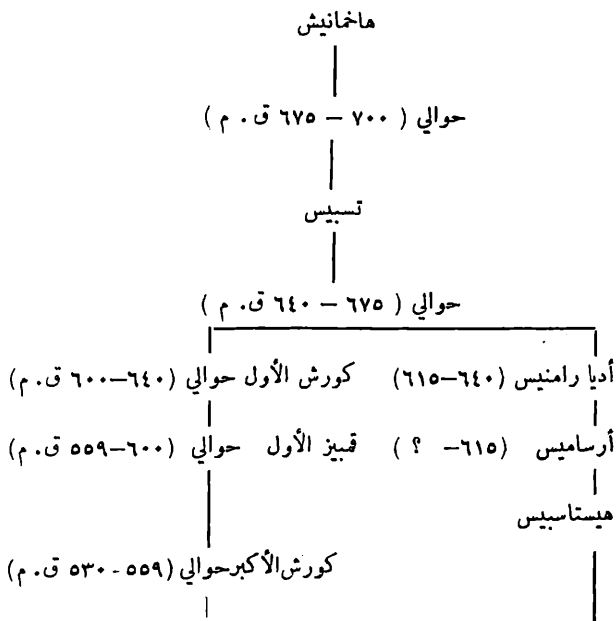 هاخمانيش
حوالي ( ٧٠٠ – ٦٧٥ ق . م )
تسبيس
حوالي ( ٦٧٥ – ٦٤٠ ق . م )
أديا رامنيس (٦٤٠–٦١٥) كورش الأول حوالي (٦٤٠–٦٠٠ ق . م)
أرساميس (٦١٥– ؟ ) قمبيز الأول حوالي (٦٠٠–٥٥٩ ق . م)
هيستاسبيس
كورش الأكبر حوالي (٥٥٩ - ٥٣٠ ق . م)